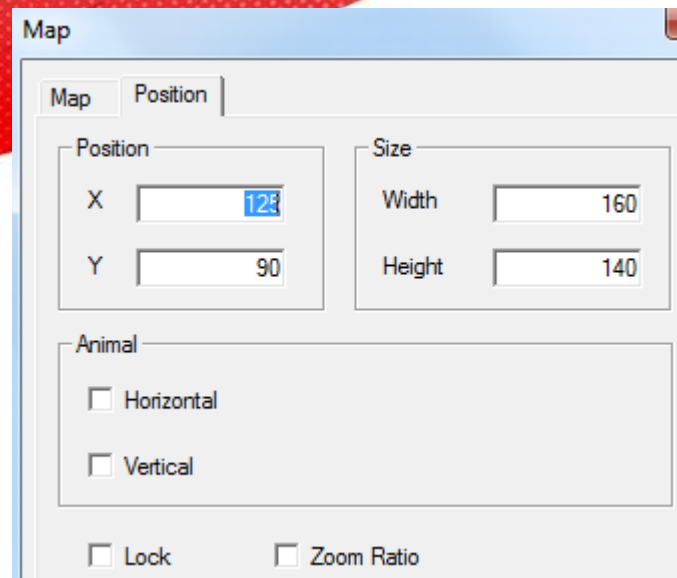 Map
Map Position
Position
X 125
Y 90
Size
Width 160
Height 140
Animal
Horizontal
Vertical
Lock Zoom Ratio